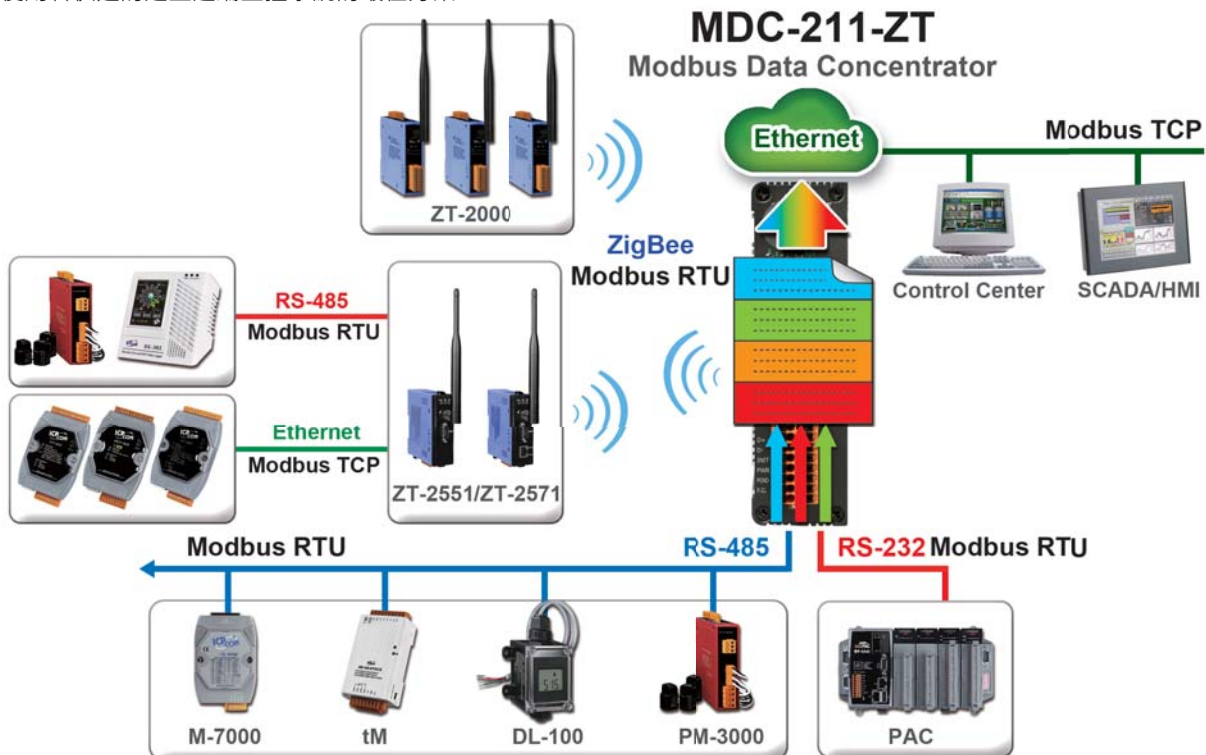 MDC-211-ZT
Modbus Data Concentrator
ZT-2000
Ethernet
Modbus TCP
Control Center
SCADA/HMI
ZigBee
Modbus RTU
RS-485
Modbus RTU
Ethernet
Modbus TCP
ZT-2551/ZT-2571
Modbus RTU
RS-485
RS-232 Modbus RTU
M-7000
tM
DL-100
PM-3000
PAC